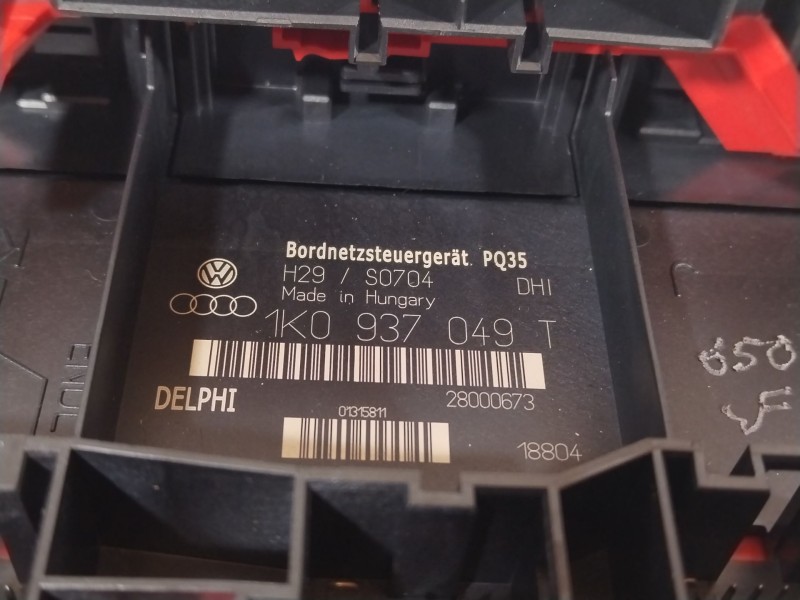 Bordnetzsteuergerät PQ35
H29 / S0704 DHI
Made in Hungary
1K0 937 049 T
DELPHI 28000673
01315811
18804
650